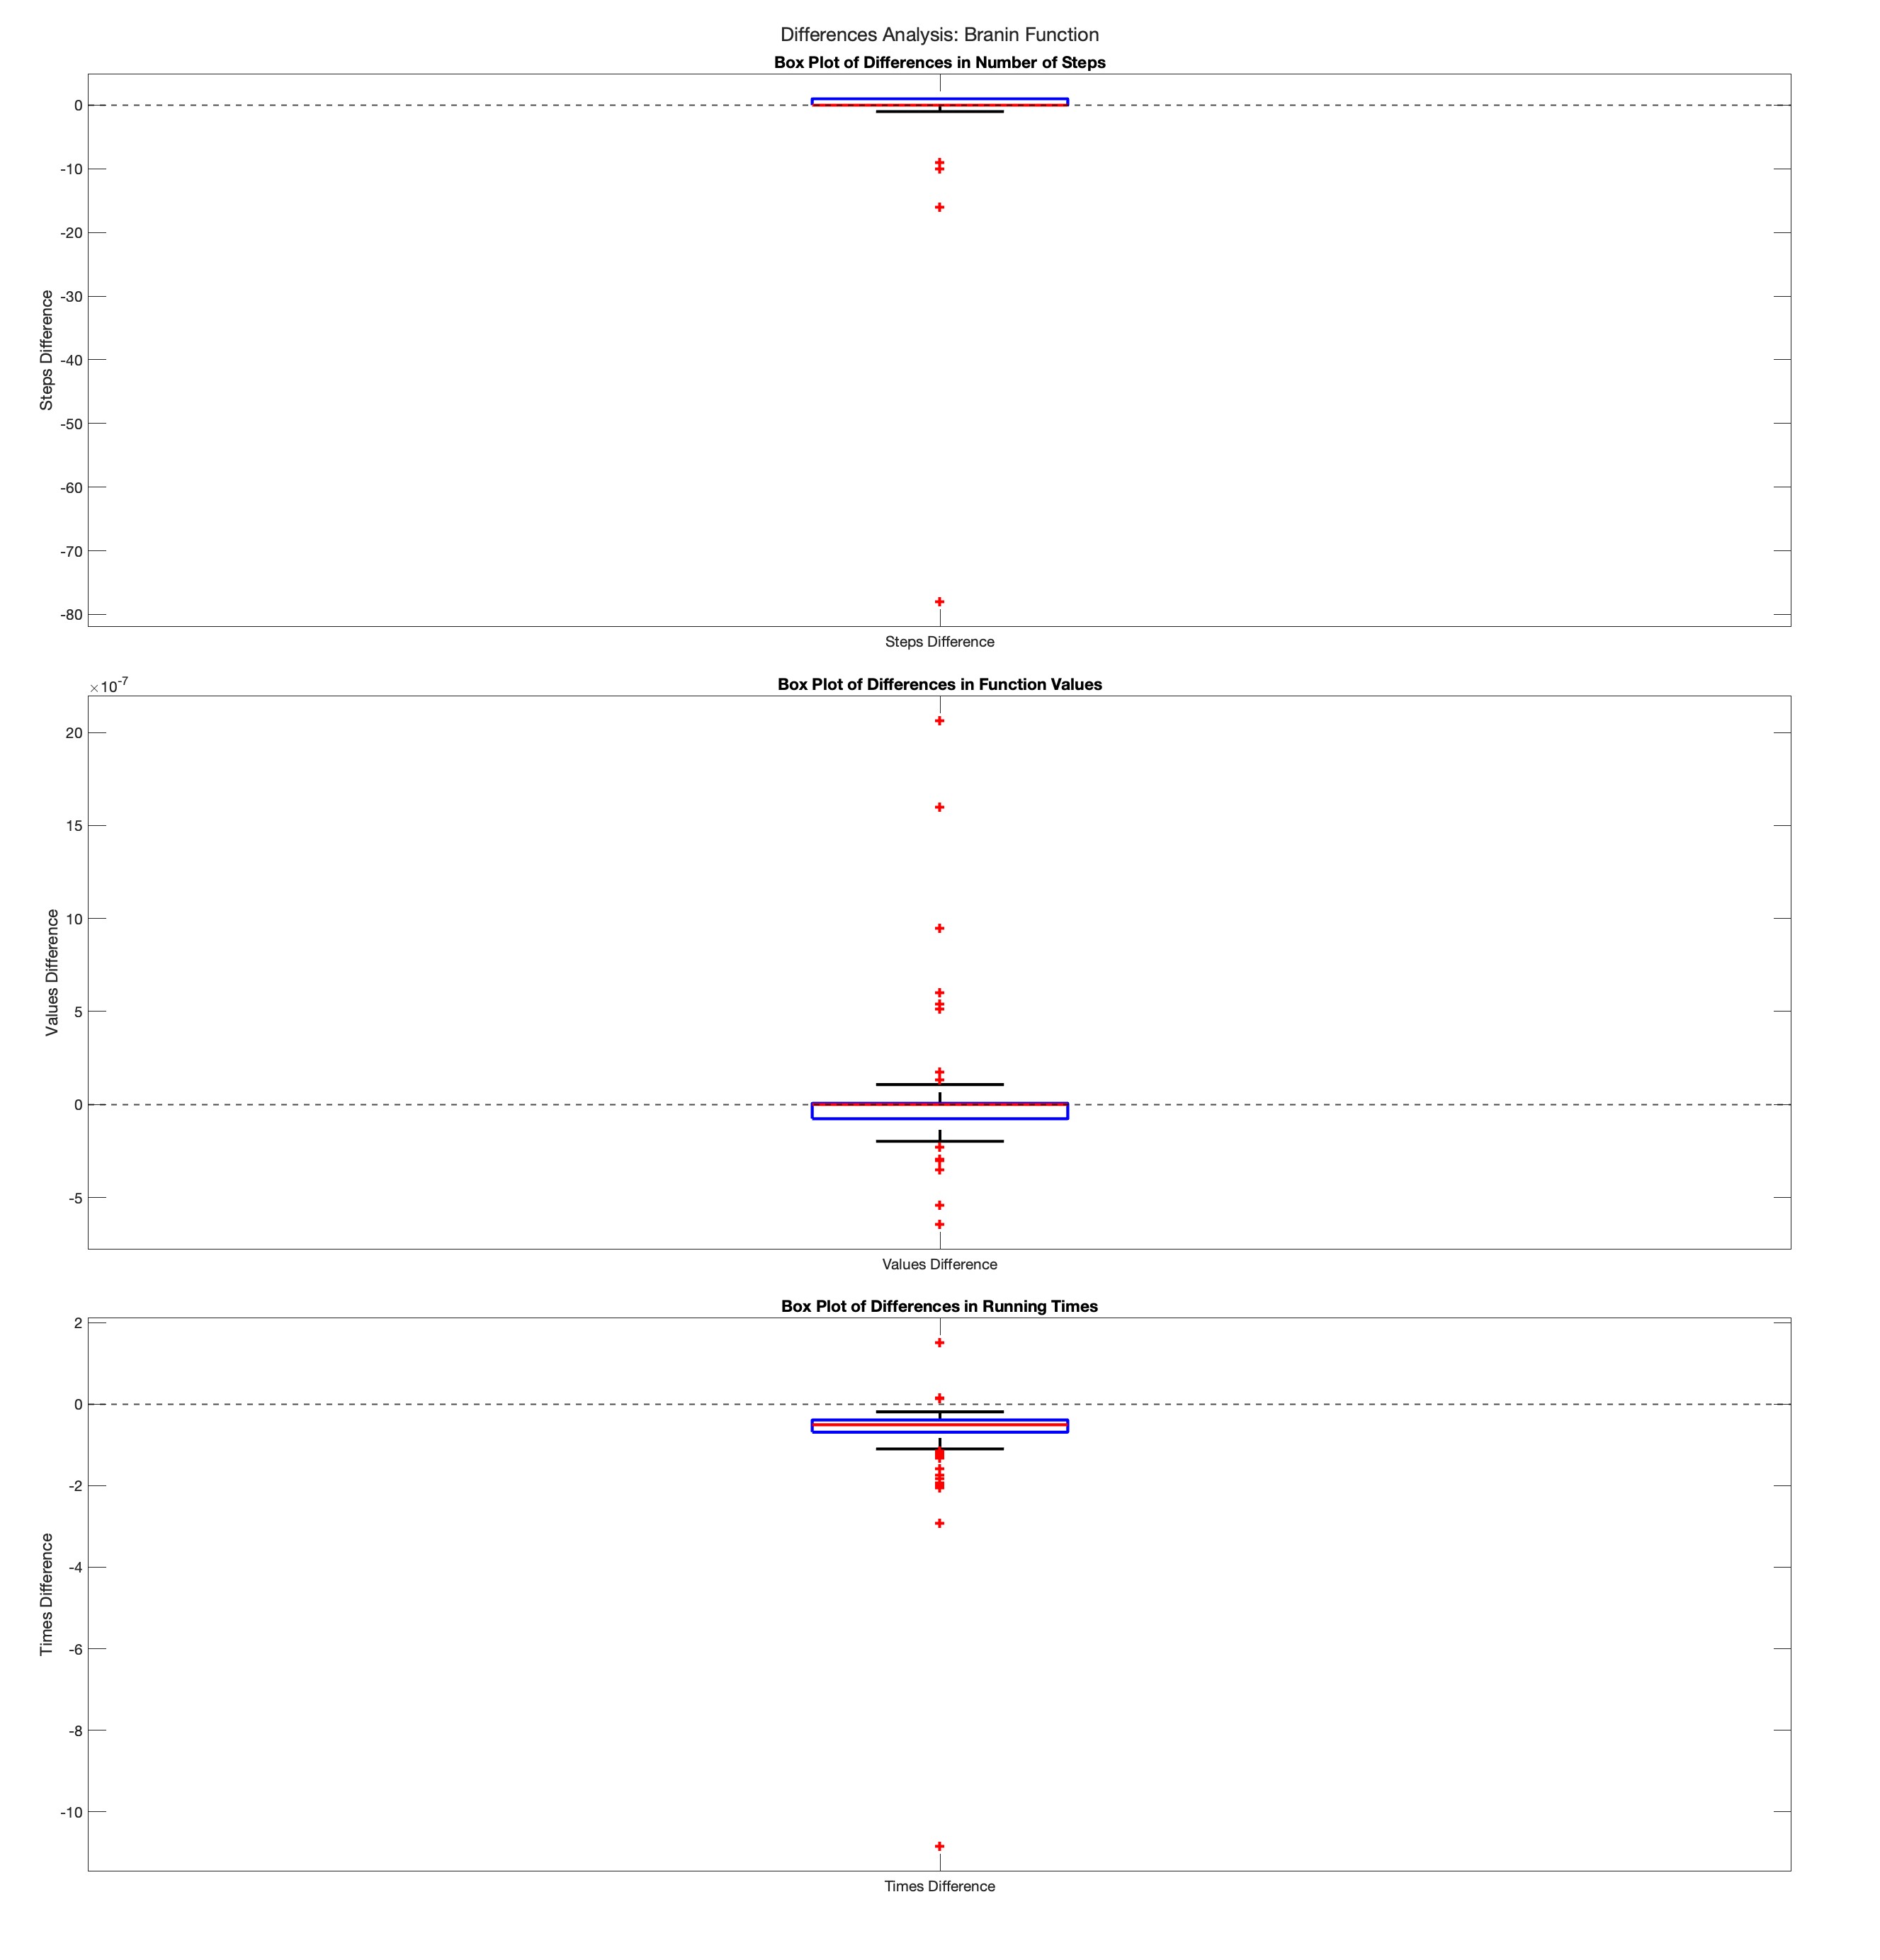 Differences Analysis: Branin Function
Box Plot of Differences in Number of Steps
0
-10
-20
-30
-40
-50
-60
-70
-80
Steps Difference
Steps Difference
×10-7
Box Plot of Differences in Function Values
20
15
10
5
0
-5
Values Difference
Values Difference
Box Plot of Differences in Running Times
2
0
-2
-4
-6
-8
-10
Times Difference
Times Difference